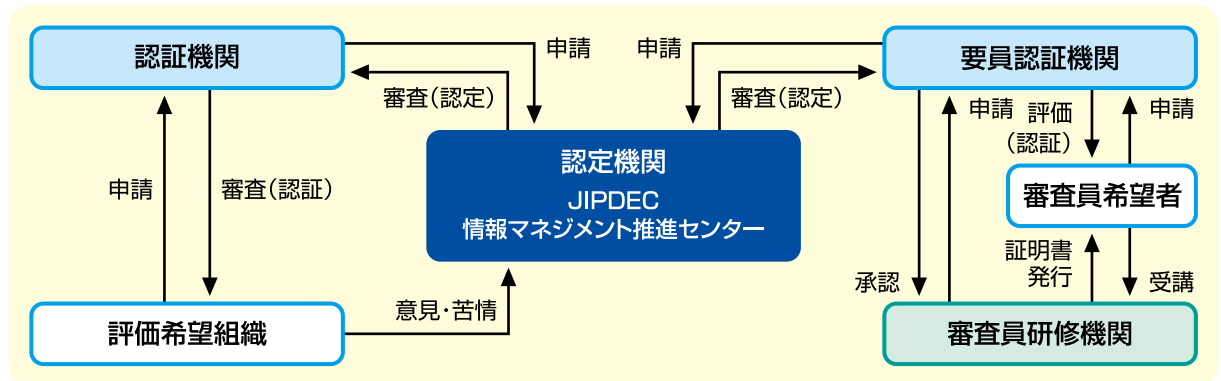 認証機関
申請
審査（認定）
申請
審査（認定）
要員認証機関
認定機関
JIPDEC
情報マネジメント推進センター
申請
審査（認証）
申請
評価
（認証）
申請
審査員希望者
承認
証明書
発行
受講
意見・苦情
評価希望組織
審査員研修機関